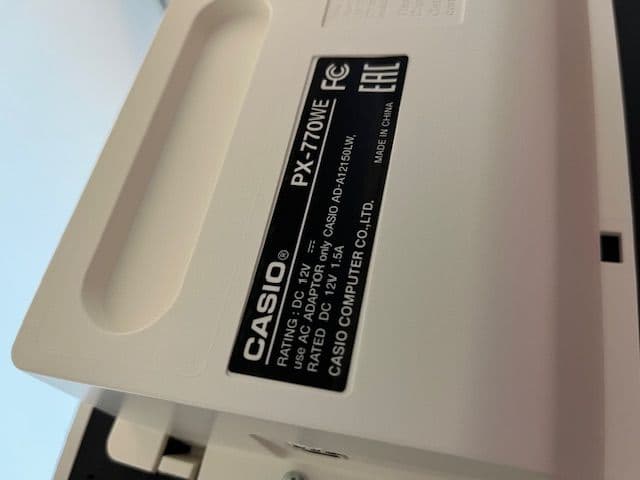 CASIO® PX-770WE FC
RATING : DC 12V ⎓ EAC
use AC ADAPTOR only CASIO AD-A12150LW,
RATED DC 12V 1.5A
CASIO COMPUTER CO.,LTD. MADE IN CHINA